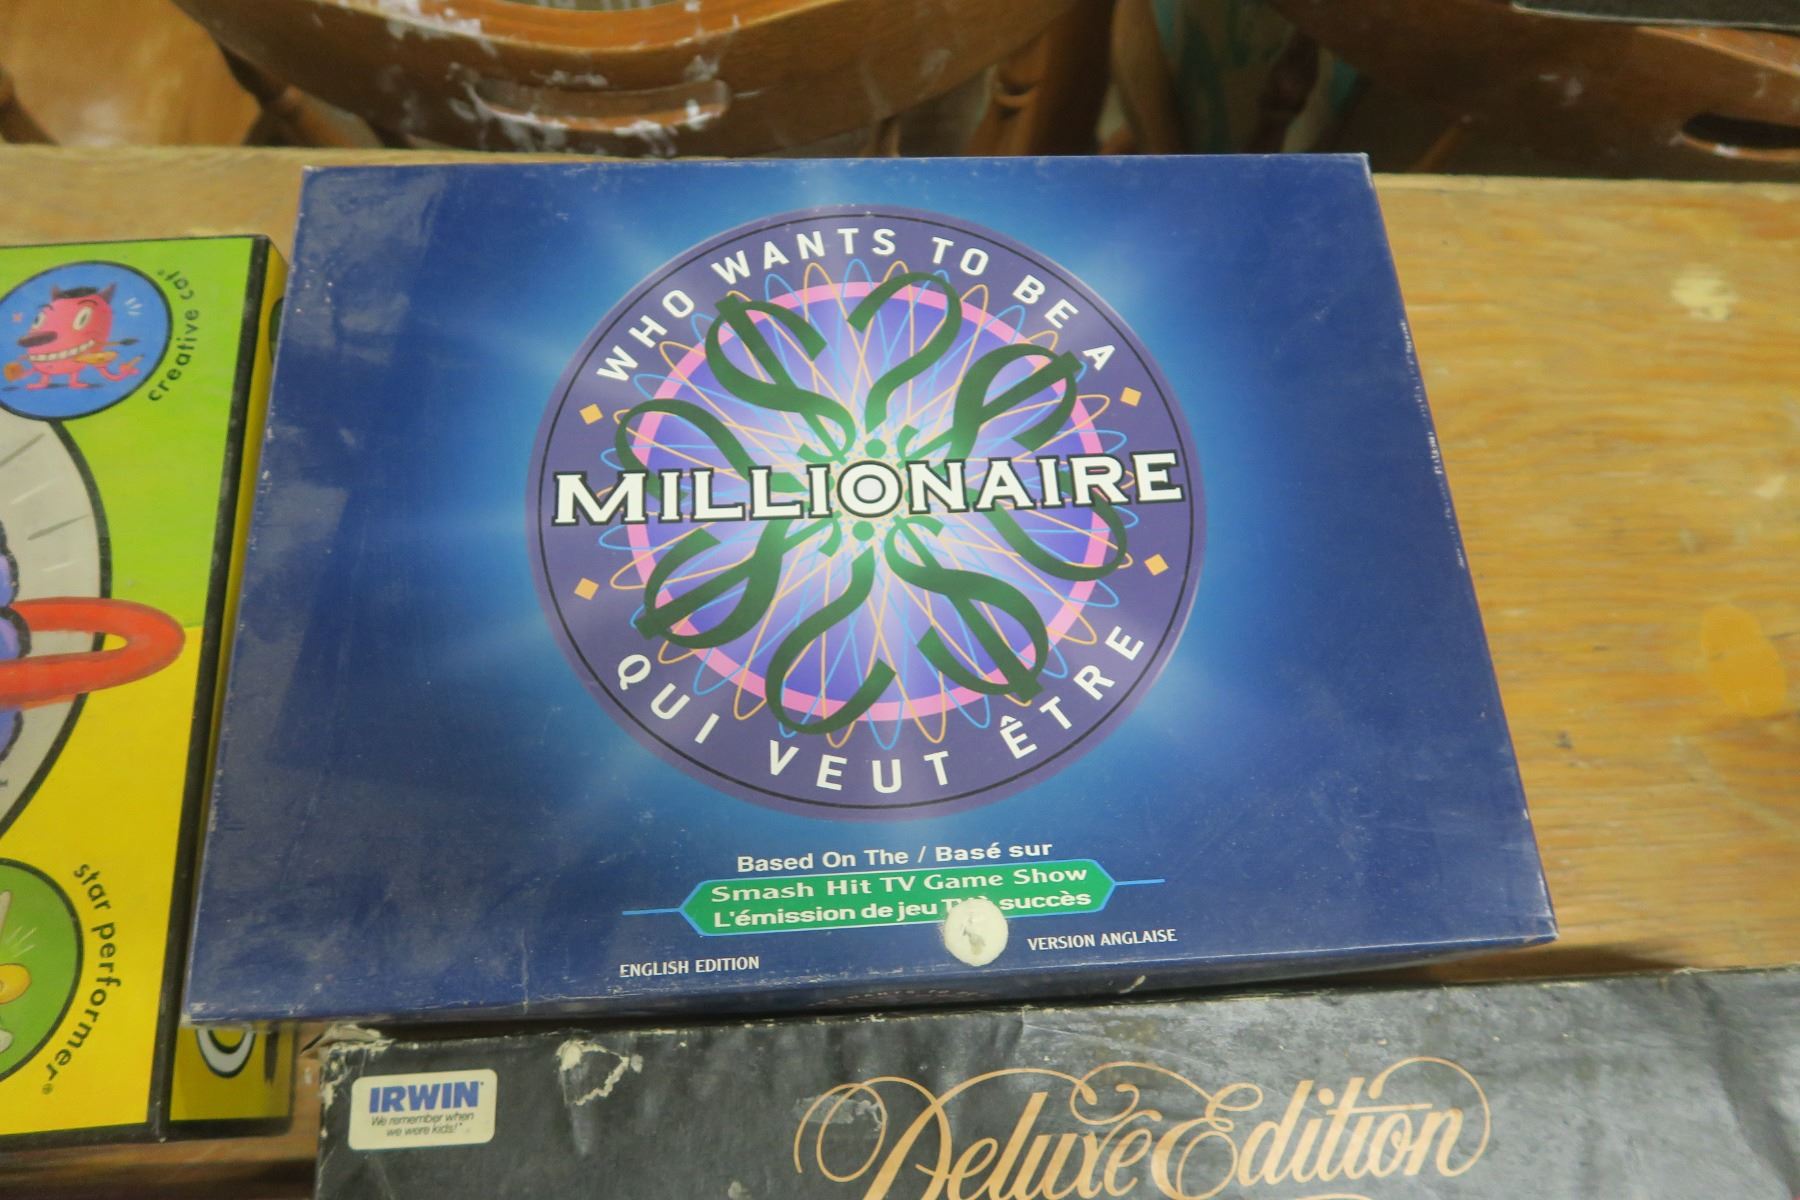 WHO WANTS TO BE A
MILLIONAIRE
QUI VEUT ÊTRE
Based On The / Basé sur
Smash Hit TV Game Show
L'émission de jeu succès
ENGLISH EDITION
VERSION ANGLAISE
creative cat®
star performer®
IRWIN
We remember when
we were kids!™
Deluxe Edition